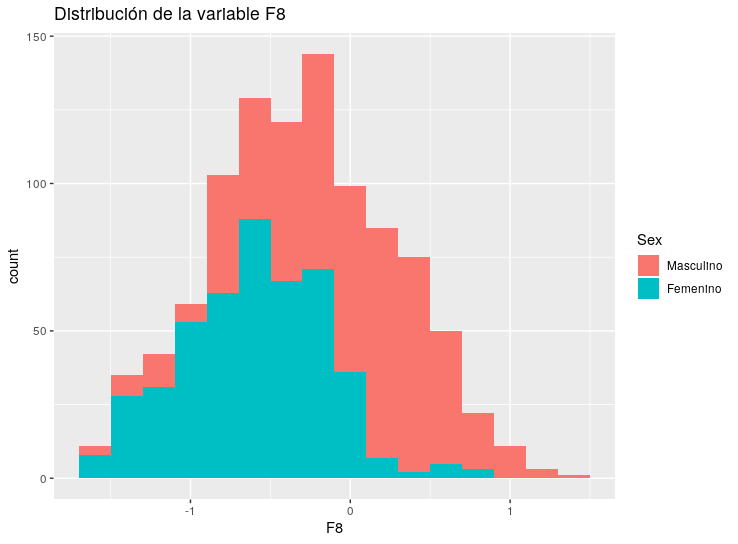 Distribución de la variable F8
150
100
50
0
count
-1
0
1
F8
Sex
Masculino
Femenino